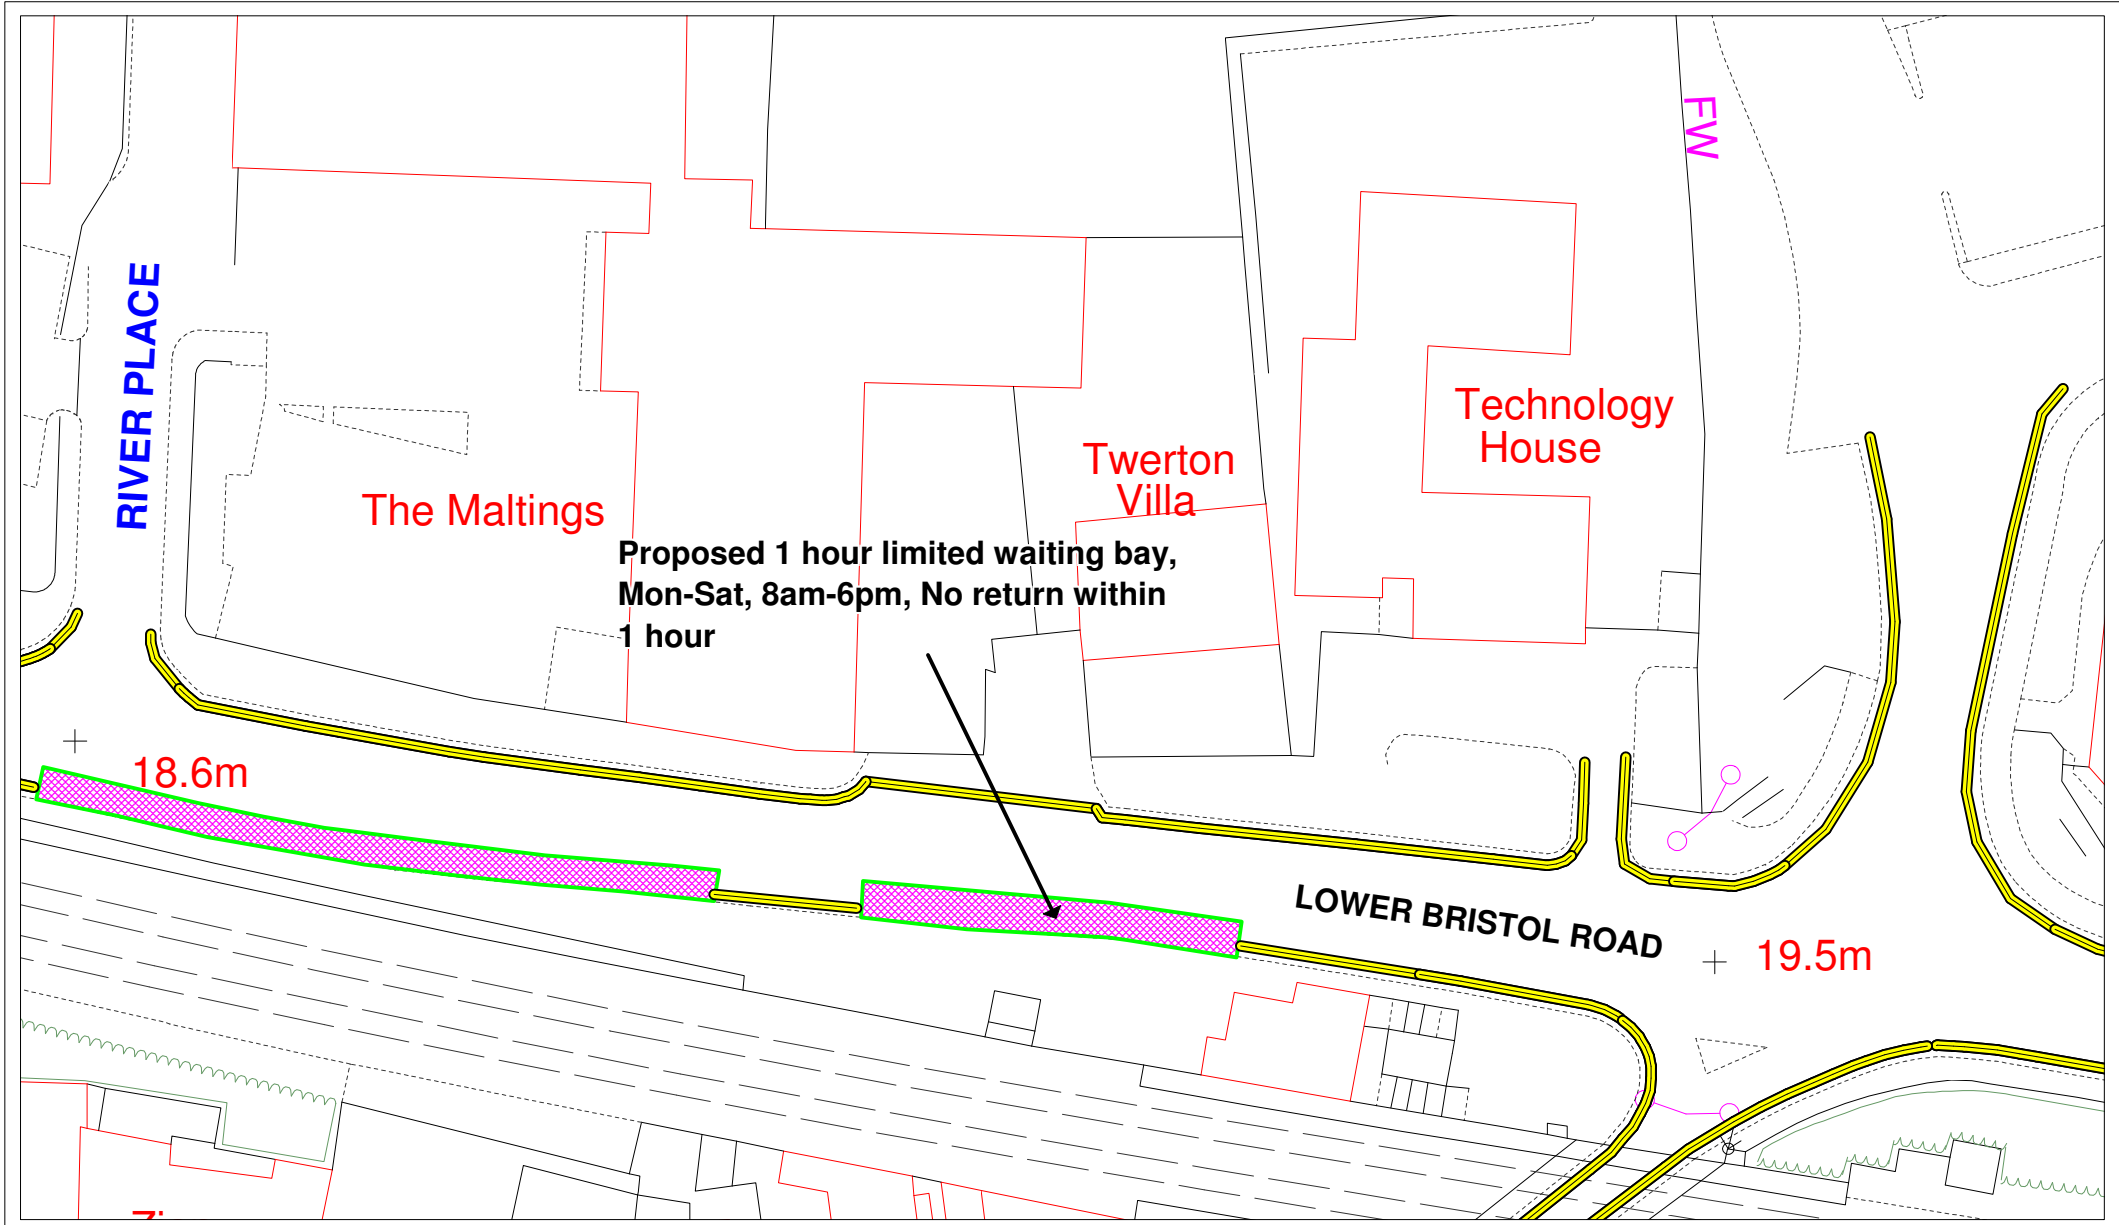 FW
RIVER PLACE
Technology
House
Twerton
Villa
The Maltings
Proposed 1 hour limited waiting bay,
Mon-Sat, 8am-6pm, No return within
1 hour
18.6m
LOWER BRISTOL ROAD
19.5m